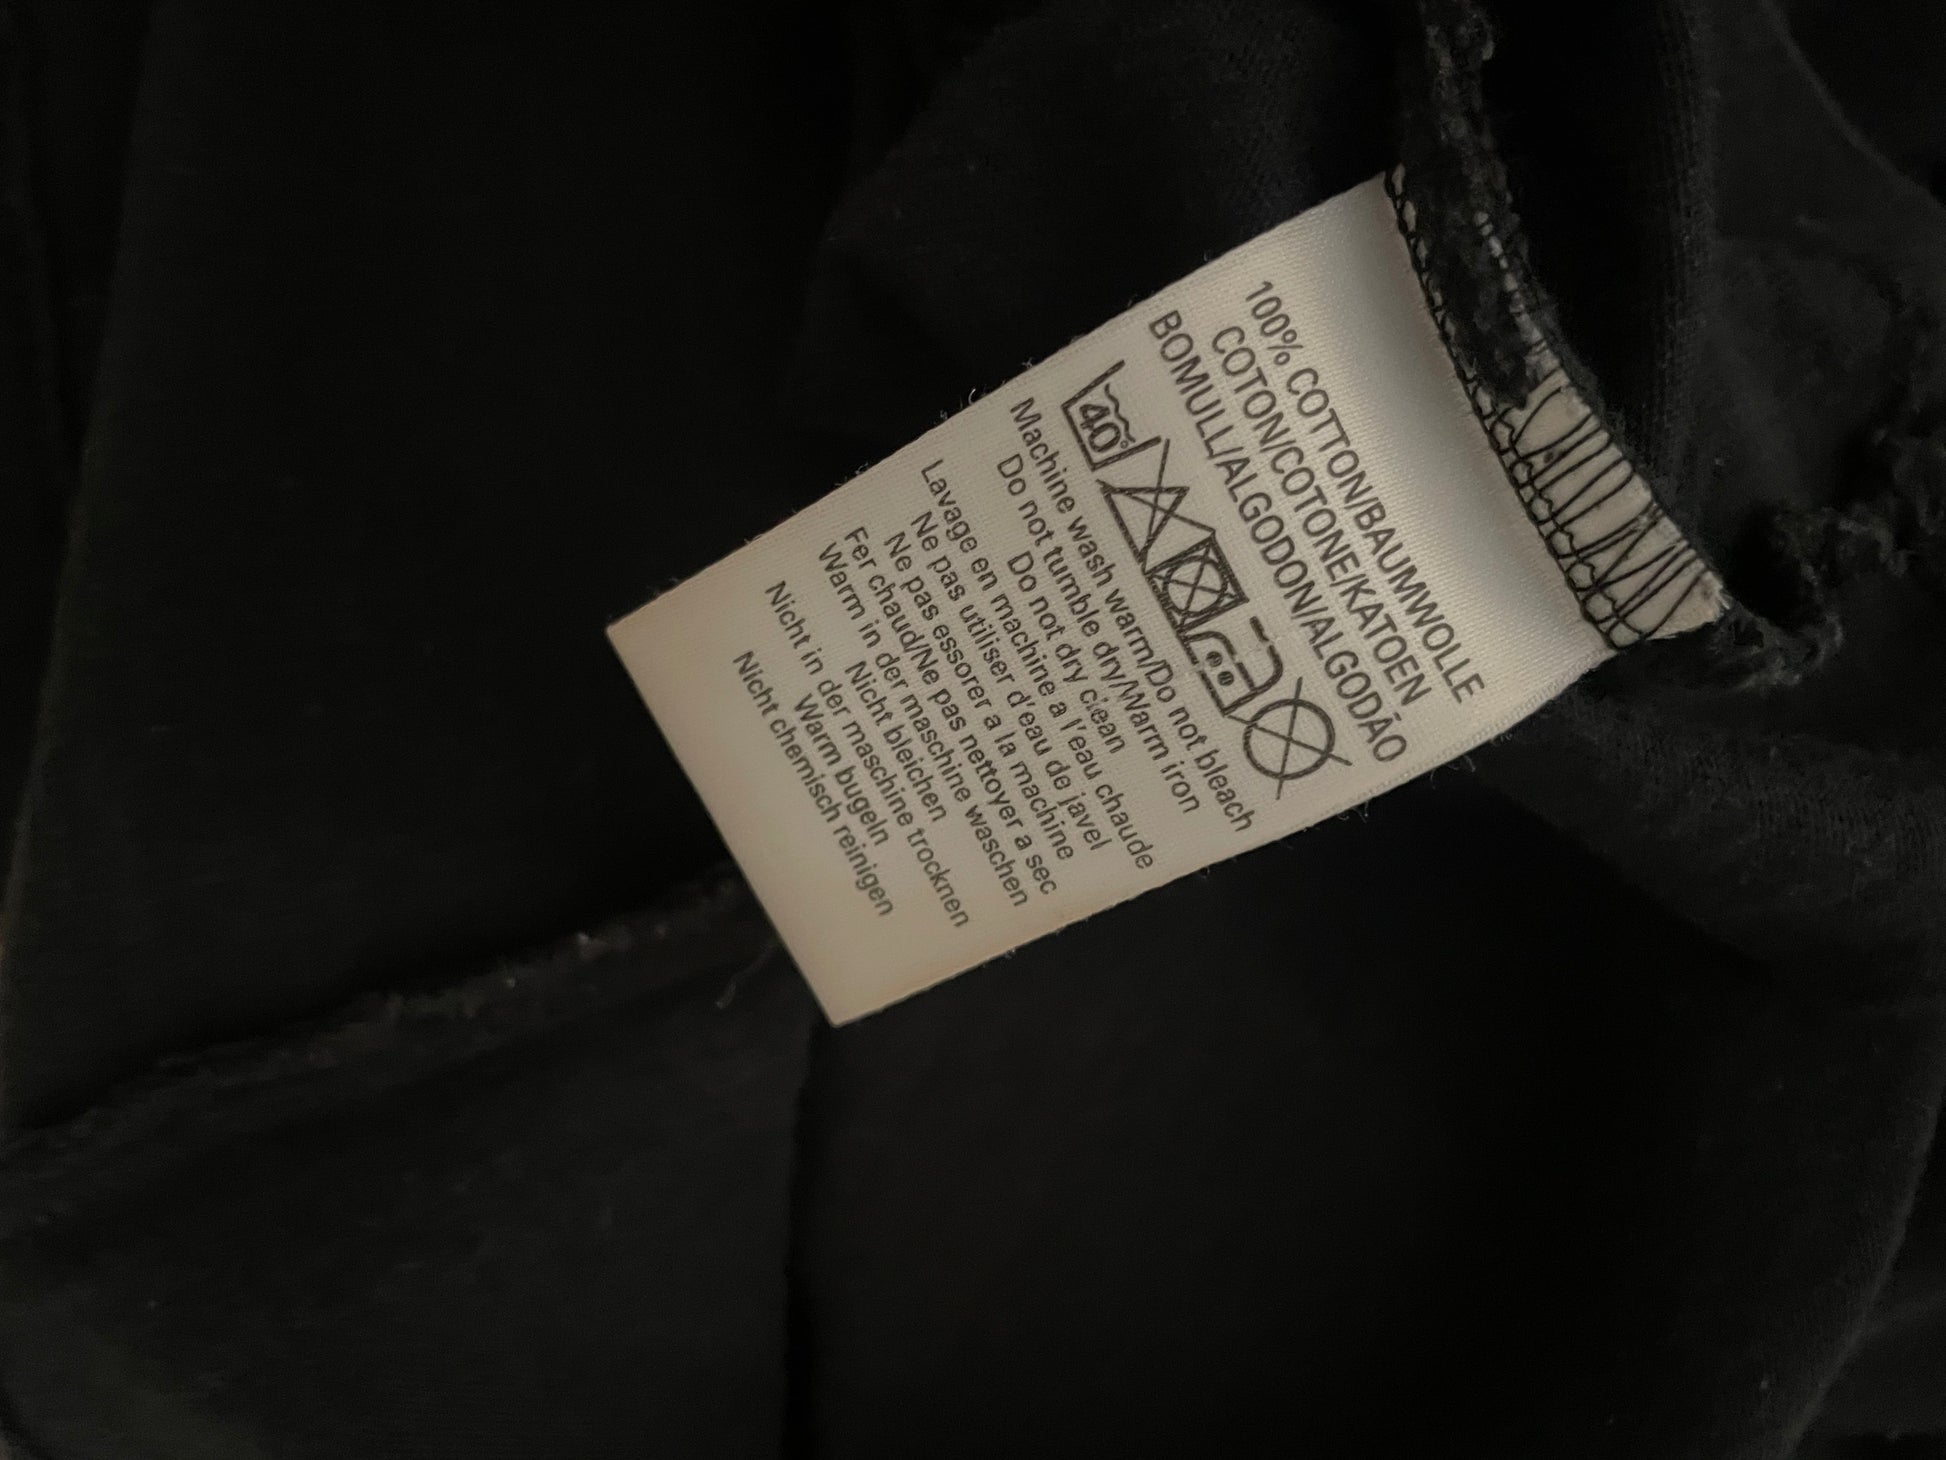 100% COTTON/BAUMWOLLE
COTON/COTONE/KATOEN
BOMULL/ALGODON/ALGODÃO
40°
Machine wash warm/Do not bleach
Do not tumble dry/Warm iron
Do not dry clean
Lavage en machine a l'eau chaude
Ne pas utiliser d'eau de javel
Ne pas essorer a la machine
Fer chaud/Ne pas nettoyer a sec
Warm in der maschine waschen
Nicht bleichen
Nicht in der maschine trocknen
Warm bugeln
Nicht chemisch reinigen